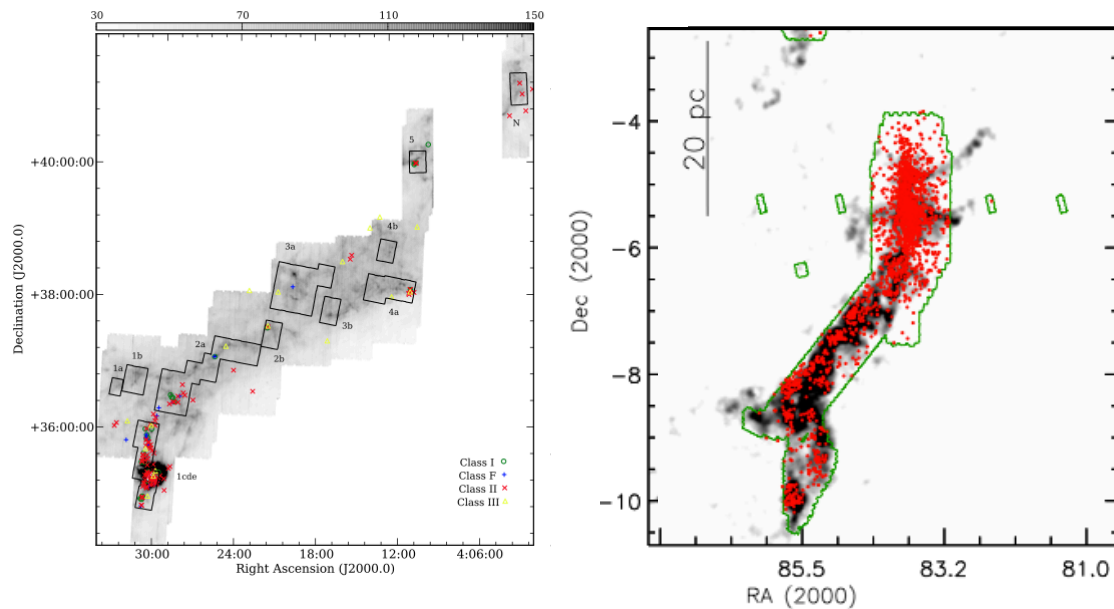 30 70 110 150
+40:00:00
+38:00:00
+36:00:00
Declination (J2000.0)
N
5
4b
3a
4a
3b
2a
2b
1b
1a
1cde
Class I
Class F
Class II
Class III
30:00 24:00 18:00 12:00 4:06:00
Right Ascension (J2000.0)
20 pc
-4
-6
-8
-10
Dec (2000)
85.5 83.2 81.0
RA (2000)